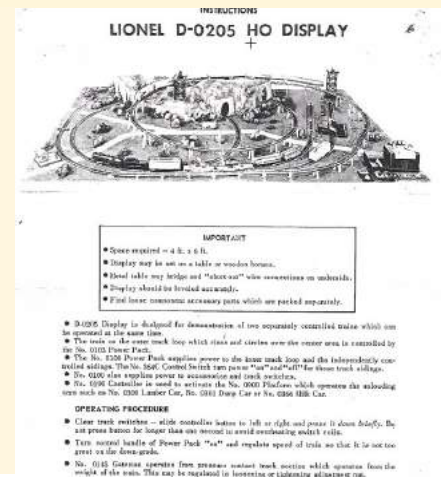 INSTRUCTIONS
LIONEL D-0205 HO DISPLAY
IMPORTANT
● Space required — 4 ft. x 6 ft.
● Display may be set on a table or wooden horses.
● Metal table may bridge and "short-out" wire connections on underside.
● Display should be leveled accurately.
● Find loose component accessory parts which are packed separately.
● D-0205 Display is designed for demonstration of two separately controlled trains which can
be operated at the same time.
● The train on the outer track loop which rises and circles over the center area is controlled by
the No. 0103 Power Pack.
● The No. 0100 Power Pack supplies power to the inner track loop and the independently con-
trolled sidings. The No. Control Switch turn power "on" and "off" for these track sidings.
● No. 0100 also supplies power to accessories and track switches.
● No. 0190 Controller is used to activate the No. 0900 Platform which operates the unloading
cars such as No. 0300 Lumber Car, No. 0301 Dump Car or No. 0366 Milk Car.
OPERATING PROCEDURE
● Clear track switches — slide controller button to left or right and press it down briefly. Do
not press button for longer than one second to avoid overheating switch coils.
● Turn control handle of Power Pack "on" and regulate speed of train so that it is not too
great on the down-grade.
● No. 0145 Gateman operates from pressure contact track section which operates from the
weight of the train. This may be regulated in loosening or tightening adjustment nut.